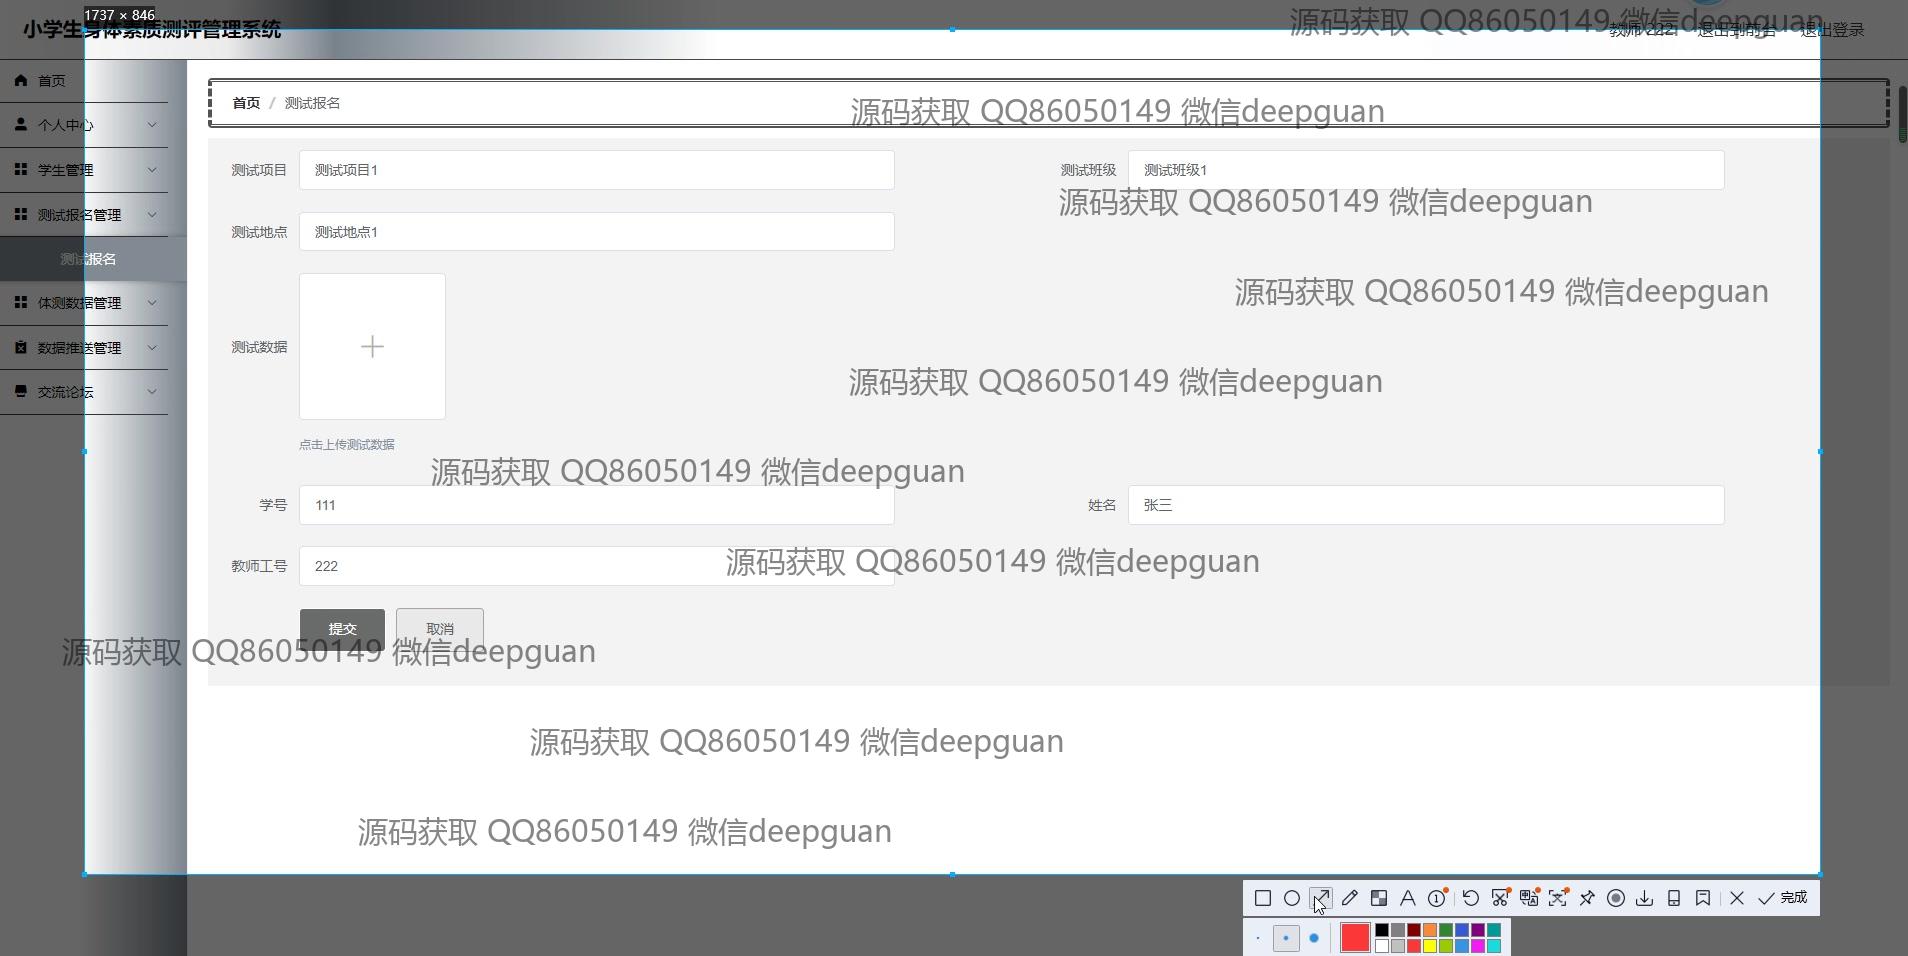 1737 × 846
小学生身体素质测评管理系统
源码获取 QQ86050149 微信deepguan
教师 222 退出到前台 退出登录
首页
首页 / 测试报名
源码获取 QQ86050149 微信deepguan
个人中心
学生管理
测试项目 测试项目1 测试班级 测试班级1
源码获取 QQ86050149 微信deepguan
测试报名管理
测试地点 测试地点1
测试报名
源码获取 QQ86050149 微信deepguan
体测数据管理
数据推送管理
测试数据
源码获取 QQ86050149 微信deepguan
交流论坛
点击上传测试数据
源码获取 QQ86050149 微信deepguan
学号 111 姓名 张三
源码获取 QQ86050149 微信deepguan
教师工号 222
提交 取消
源码获取 QQ86050149 微信deepguan
源码获取 QQ86050149 微信deepguan
源码获取 QQ86050149 微信deepguan
完成